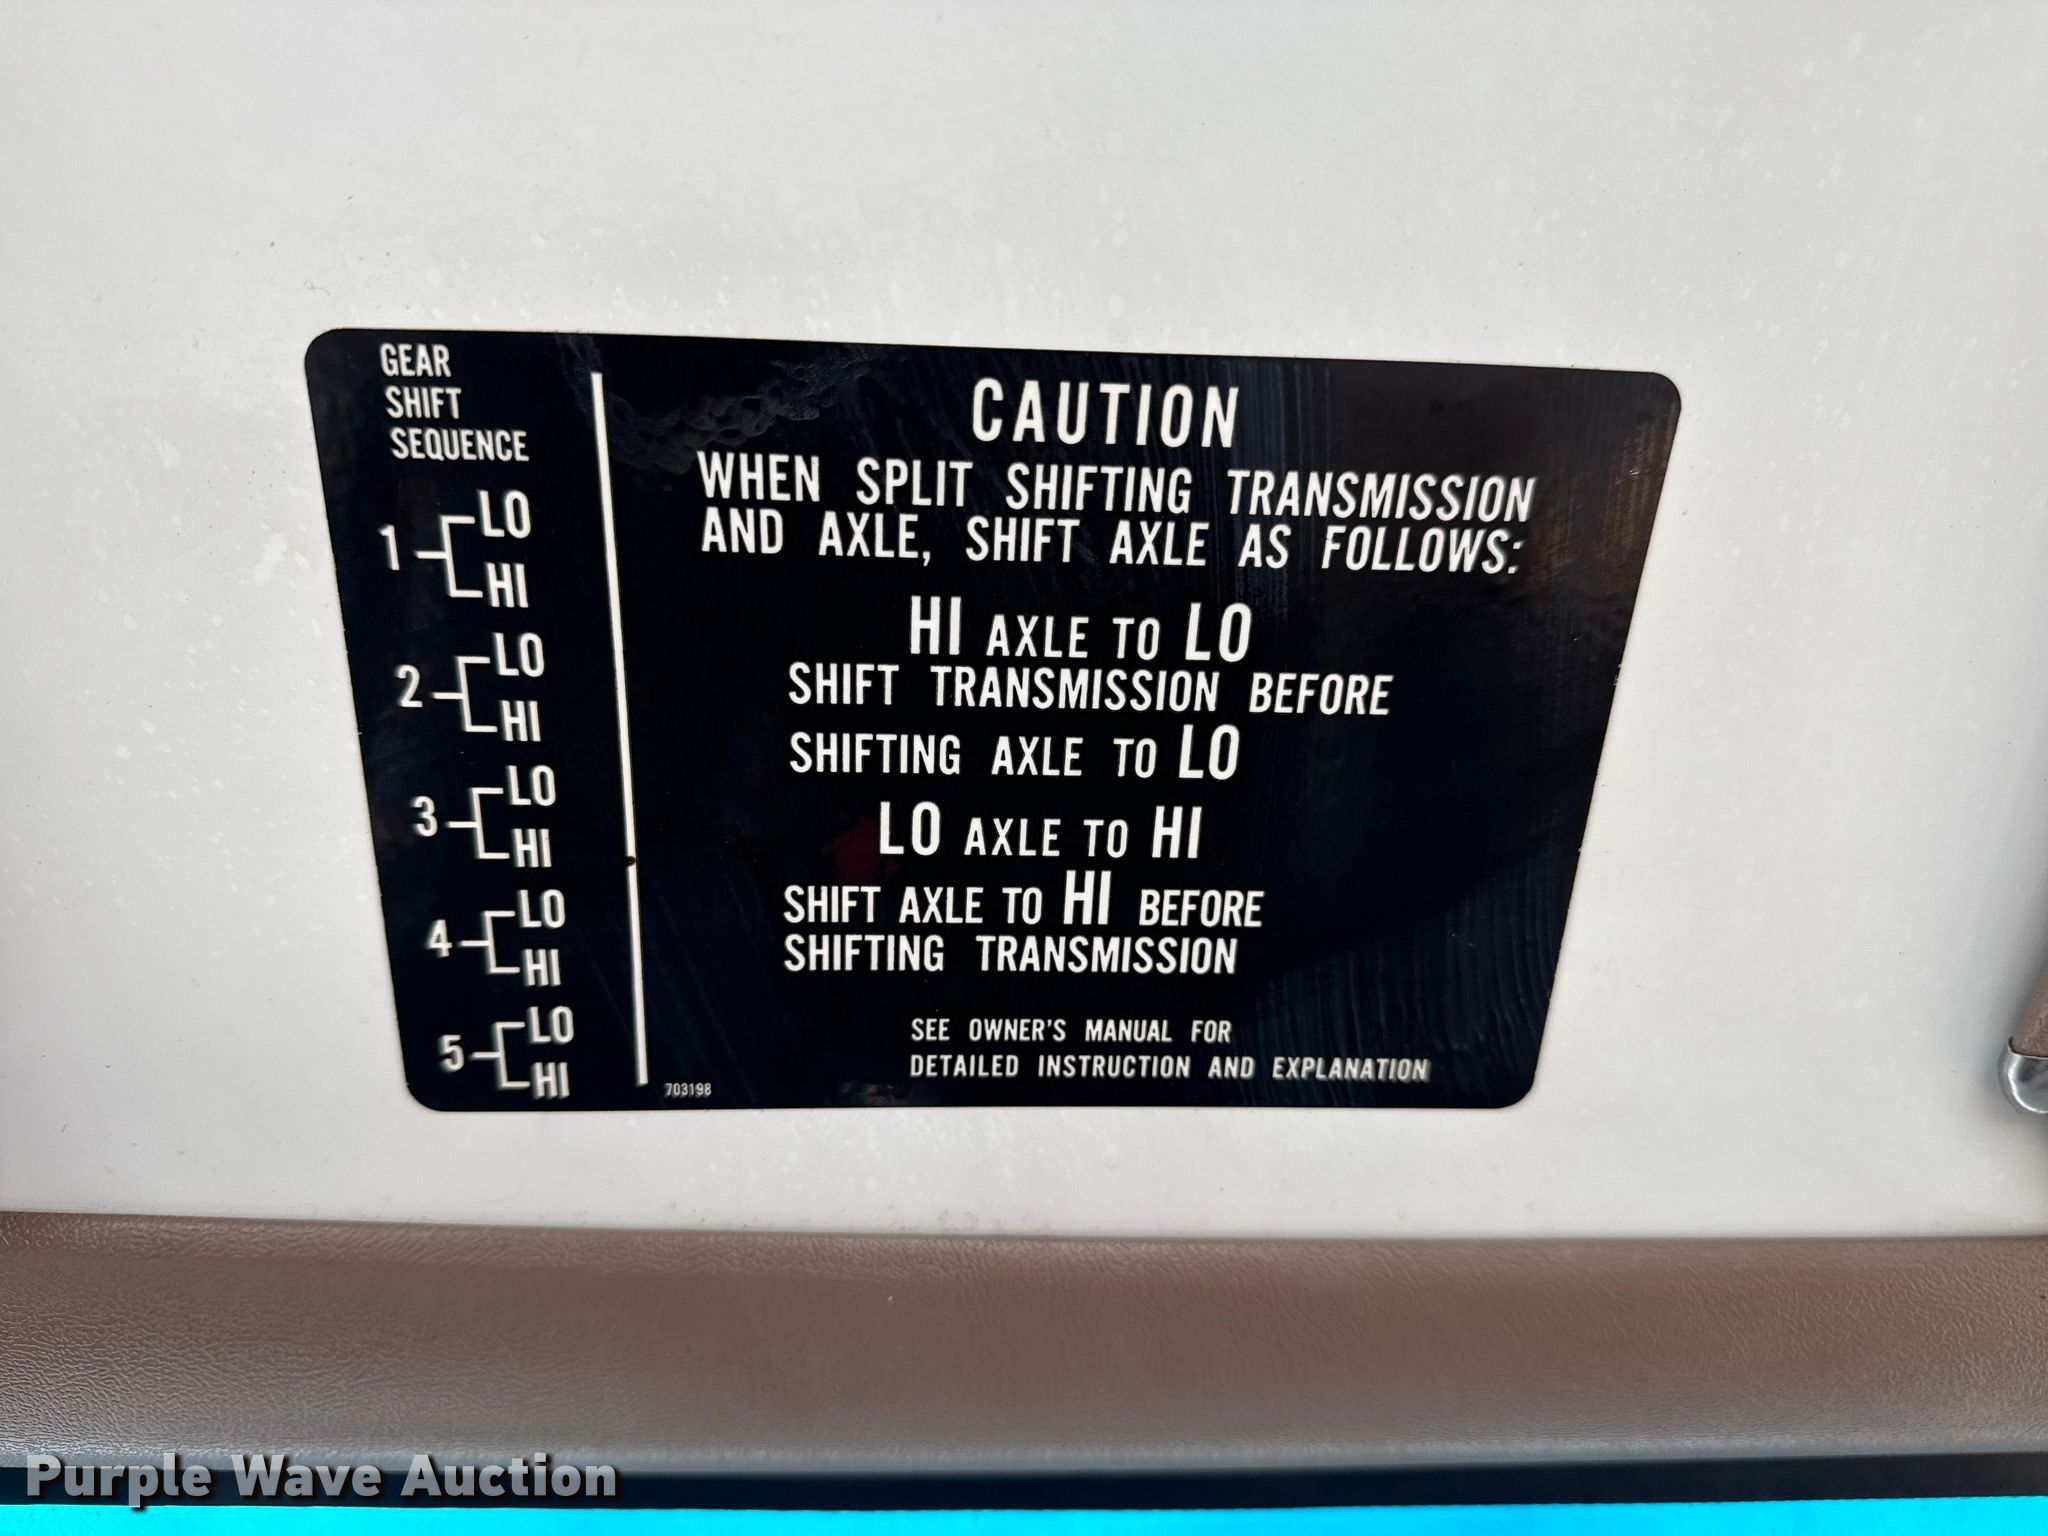 GEAR
SHIFT
SEQUENCE
1 LO
HI
2 LO
HI
3 LO
HI
4 LO
HI
5 LO
HI
CAUTION
WHEN SPLIT SHIFTING TRANSMISSION
AND AXLE, SHIFT AXLE AS FOLLOWS:
HI AXLE TO LO
SHIFT TRANSMISSION BEFORE
SHIFTING AXLE TO LO
LO AXLE TO HI
SHIFT AXLE TO HI BEFORE
SHIFTING TRANSMISSION
SEE OWNER'S MANUAL FOR
DETAILED INSTRUCTION AND EXPLANATION
703198
Purple Wave Auction